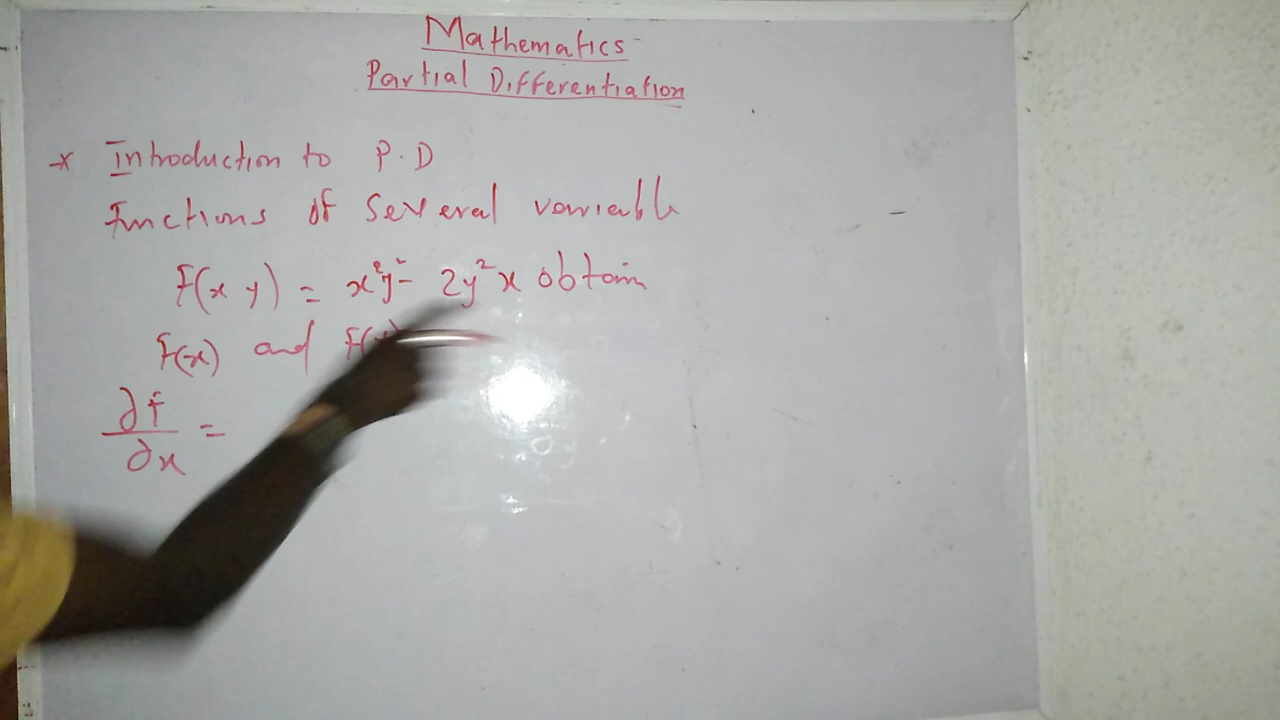 Mathematics
Partial Differentiation
* Introduction to P.D
Functions of several variable
F(x y) = x²y² - 2y²x obtain
F(x) and
∂f/∂x =